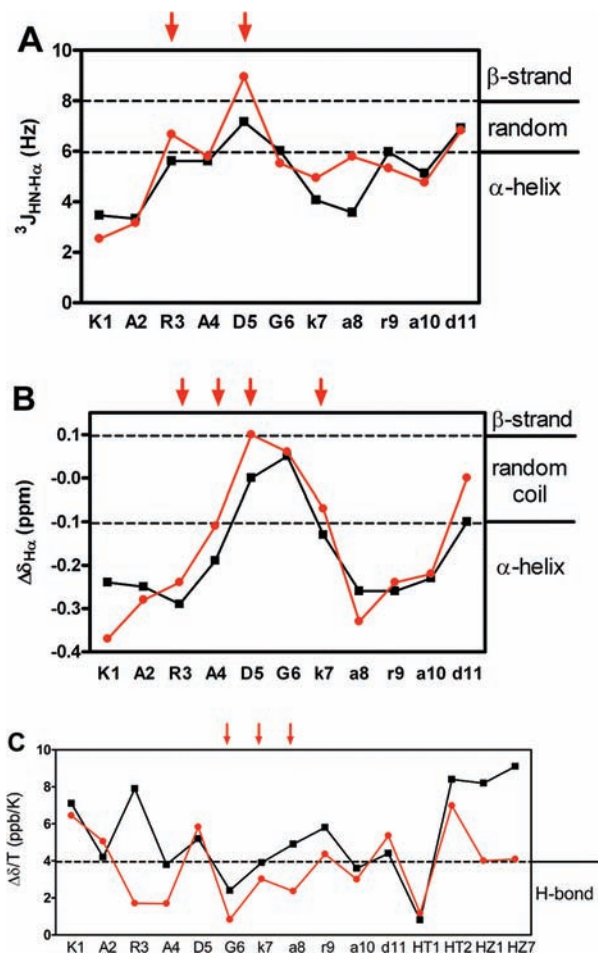 A
10
8
6
4
2
0
³J_HN-Hα (Hz)
β-strand
random
α-helix
K1 A2 R3 A4 D5 G6 k7 a8 r9 a10 d11
B
0.1
-0.0
-0.1
-0.2
-0.3
-0.4
Δδ_Hα (ppm)
β-strand
random
coil
α-helix
K1 A2 R3 A4 D5 G6 k7 a8 r9 a10 d11
C
10
8
6
4
2
0
Δδ/T (ppb/K)
H-bond
K1 A2 R3 A4 D5 G6 k7 a8 r9 a10 d11 HT1 HT2 HZ1 HZ7